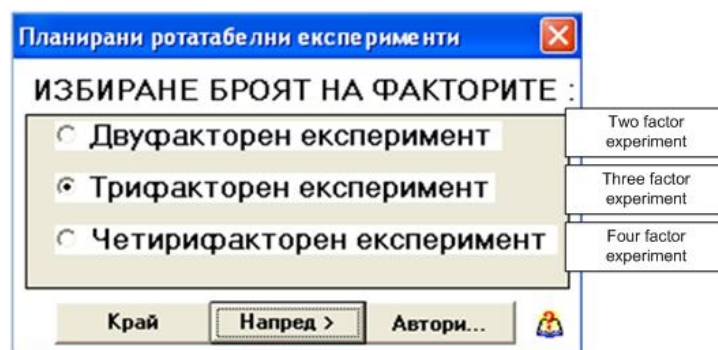 Планирани ротатабелни експерименти
ИЗБИРАНЕ БРОЯТ НА ФАКТОРИТЕ :
Двуфакторен експеримент
Two factor
experiment
Трифакторен експеримент
Three factor
experiment
Четирифакторен експеримент
Four factor
experiment
Край
Напред >
Автори...